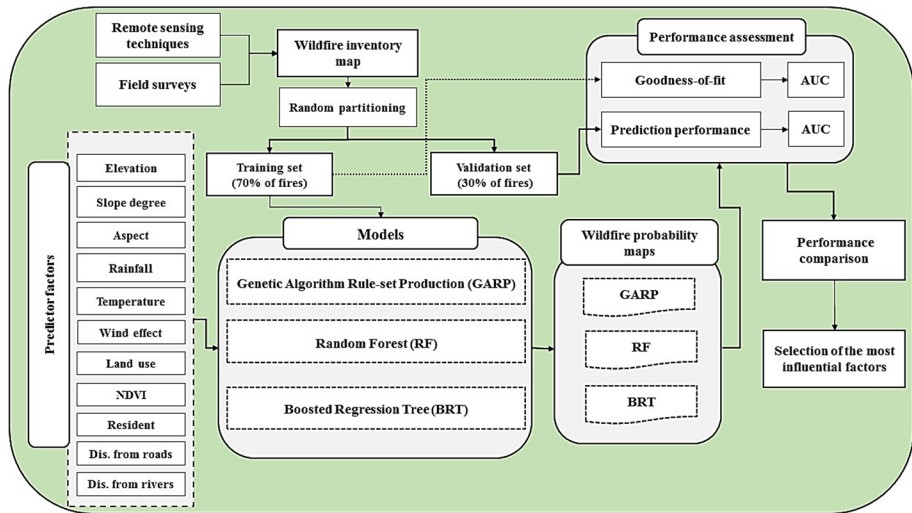 Remote sensing
techniques
Field surveys
Wildfire inventory
map
Random partitioning
Training set
(70% of fires)
Validation set
(30% of fires)
Performance assessment
Goodness-of-fit
AUC
Prediction performance
AUC
Predictor factors
Elevation
Slope degree
Aspect
Rainfall
Temperature
Wind effect
Land use
NDVI
Resident
Dis. from roads
Dis. from rivers
Models
Genetic Algorithm Rule-set Production (GARP)
Random Forest (RF)
Boosted Regression Tree (BRT)
Wildfire probability
maps
GARP
RF
BRT
Performance
comparison
Selection of the most
influential factors